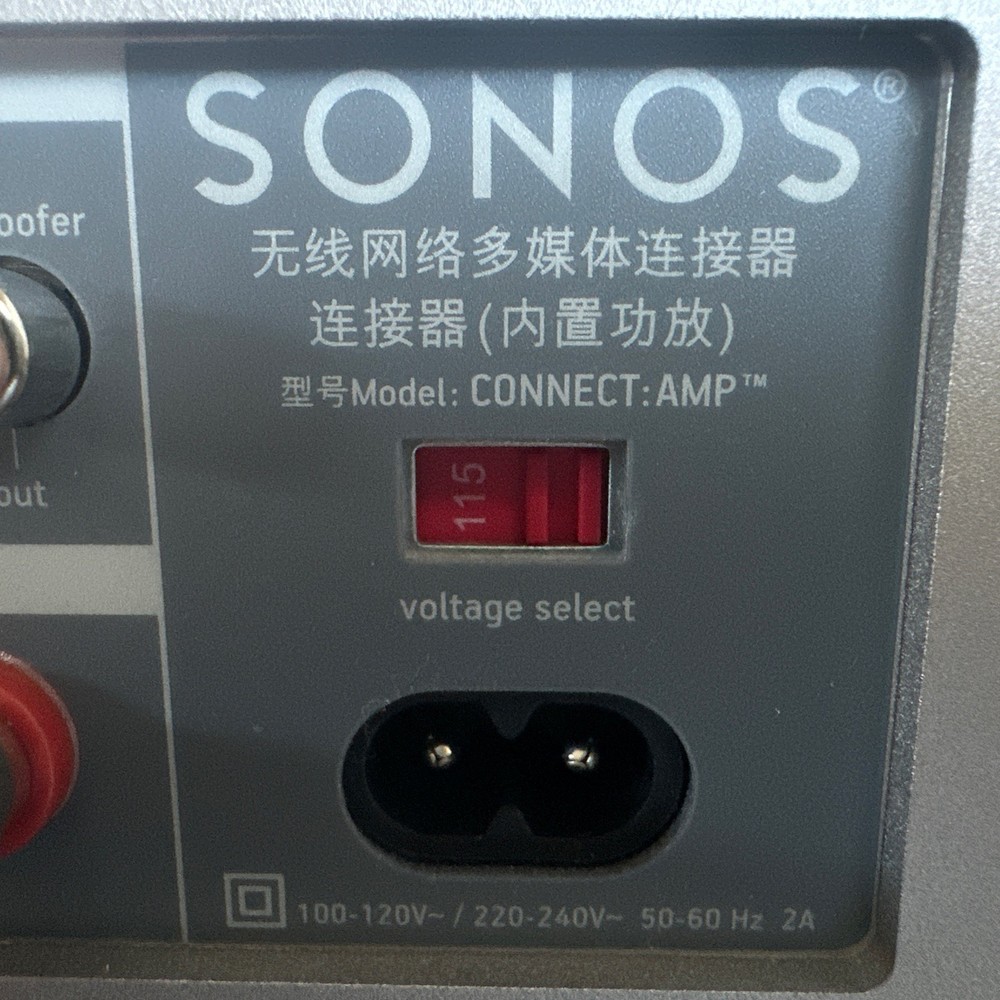 SONOS®
oofer
无线网络多媒体连接器
连接器(内置功放)
型号Model: CONNECT:AMP™
115
out
voltage select
100-120V~ / 220-240V~ 50-60 Hz 2A